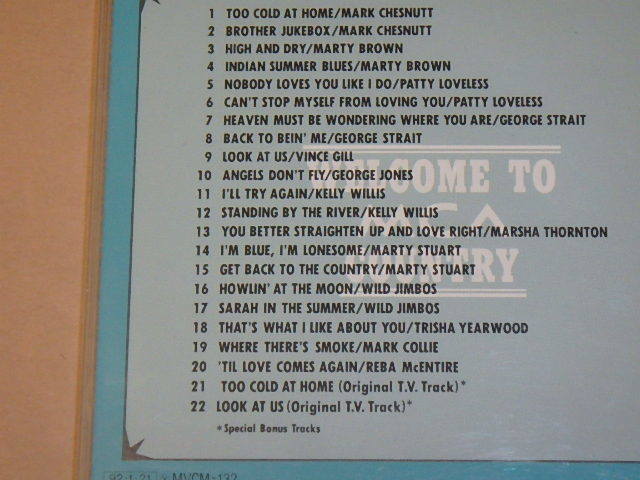 1 TOO COLD AT HOME/MARK CHESNUTT
2 BROTHER JUKEBOX/MARK CHESNUTT
3 HIGH AND DRY/MARTY BROWN
4 INDIAN SUMMER BLUES/MARTY BROWN
5 NOBODY LOVES YOU LIKE I DO/PATTY LOVELESS
6 CAN'T STOP MYSELF FROM LOVING YOU/PATTY LOVELESS
7 HEAVEN MUST BE WONDERING WHERE YOU ARE/GEORGE STRAIT
8 BACK TO BEIN' ME/GEORGE STRAIT
9 LOOK AT US/VINCE GILL
10 ANGELS DON'T FLY/GEORGE JONES
11 I'LL TRY AGAIN/KELLY WILLIS
12 STANDING BY THE RIVER/KELLY WILLIS
13 YOU BETTER STRAIGHTEN UP AND LOVE RIGHT/MARSHA THORNTON
14 I'M BLUE, I'M LONESOME/MARTY STUART
15 GET BACK TO THE COUNTRY/MARTY STUART
16 HOWLIN' AT THE MOON/WILD JIMBOS
17 SARAH IN THE SUMMER/WILD JIMBOS
18 THAT'S WHAT I LIKE ABOUT YOU/TRISHA YEARWOOD
19 WHERE THERE'S SMOKE/MARK COLLIE
20 'TIL LOVE COMES AGAIN/REBA McENTIRE
21 TOO COLD AT HOME (Original T.V. Track)*
22 LOOK AT US (Original T.V. Track)*
*Special Bonus Tracks
WELCOME TO
MCA
COUNTRY
92·1·21 MVCM-132